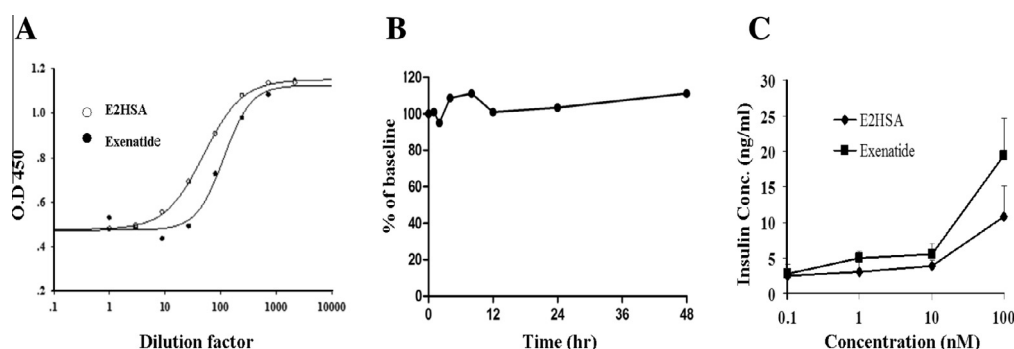 A
B
C
1.2
1.0
.8
.6
.4
.2
O.D 450
E2HSA
Exenatide
.1
1
10
100
1000
10000
Dilution factor
120
100
80
60
40
20
0
% of baseline
0
12
24
36
48
Time (hr)
30
25
20
15
10
5
0
Insulin Conc. (ng/ml)
E2HSA
Exenatide
0.1
1
10
100
Concentration (nM)